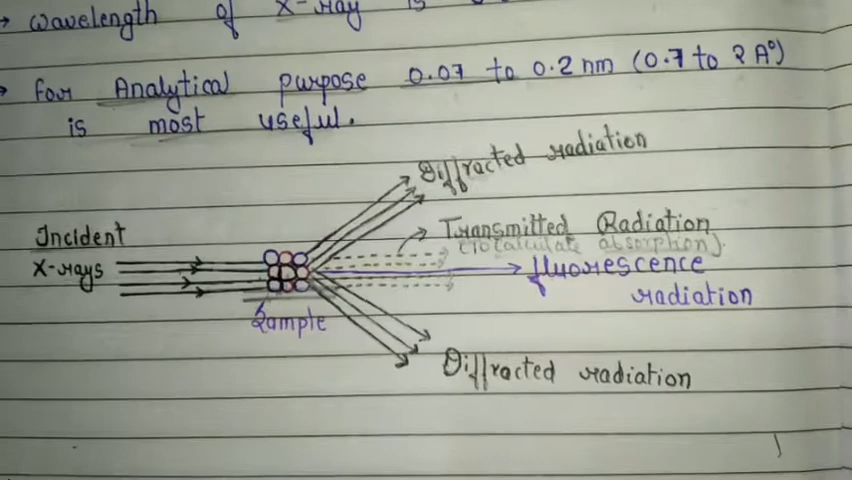 → wavelength of x-ray is
→ for Analytical purpose 0.07 to 0.2 nm (0.7 to 2 A°)
is most useful.
Diffracted radiation
Incident
x-rays
Transmitted Radiation
(to calculate absorption).
fluorescence
radiation
Sample
Diffracted radiation